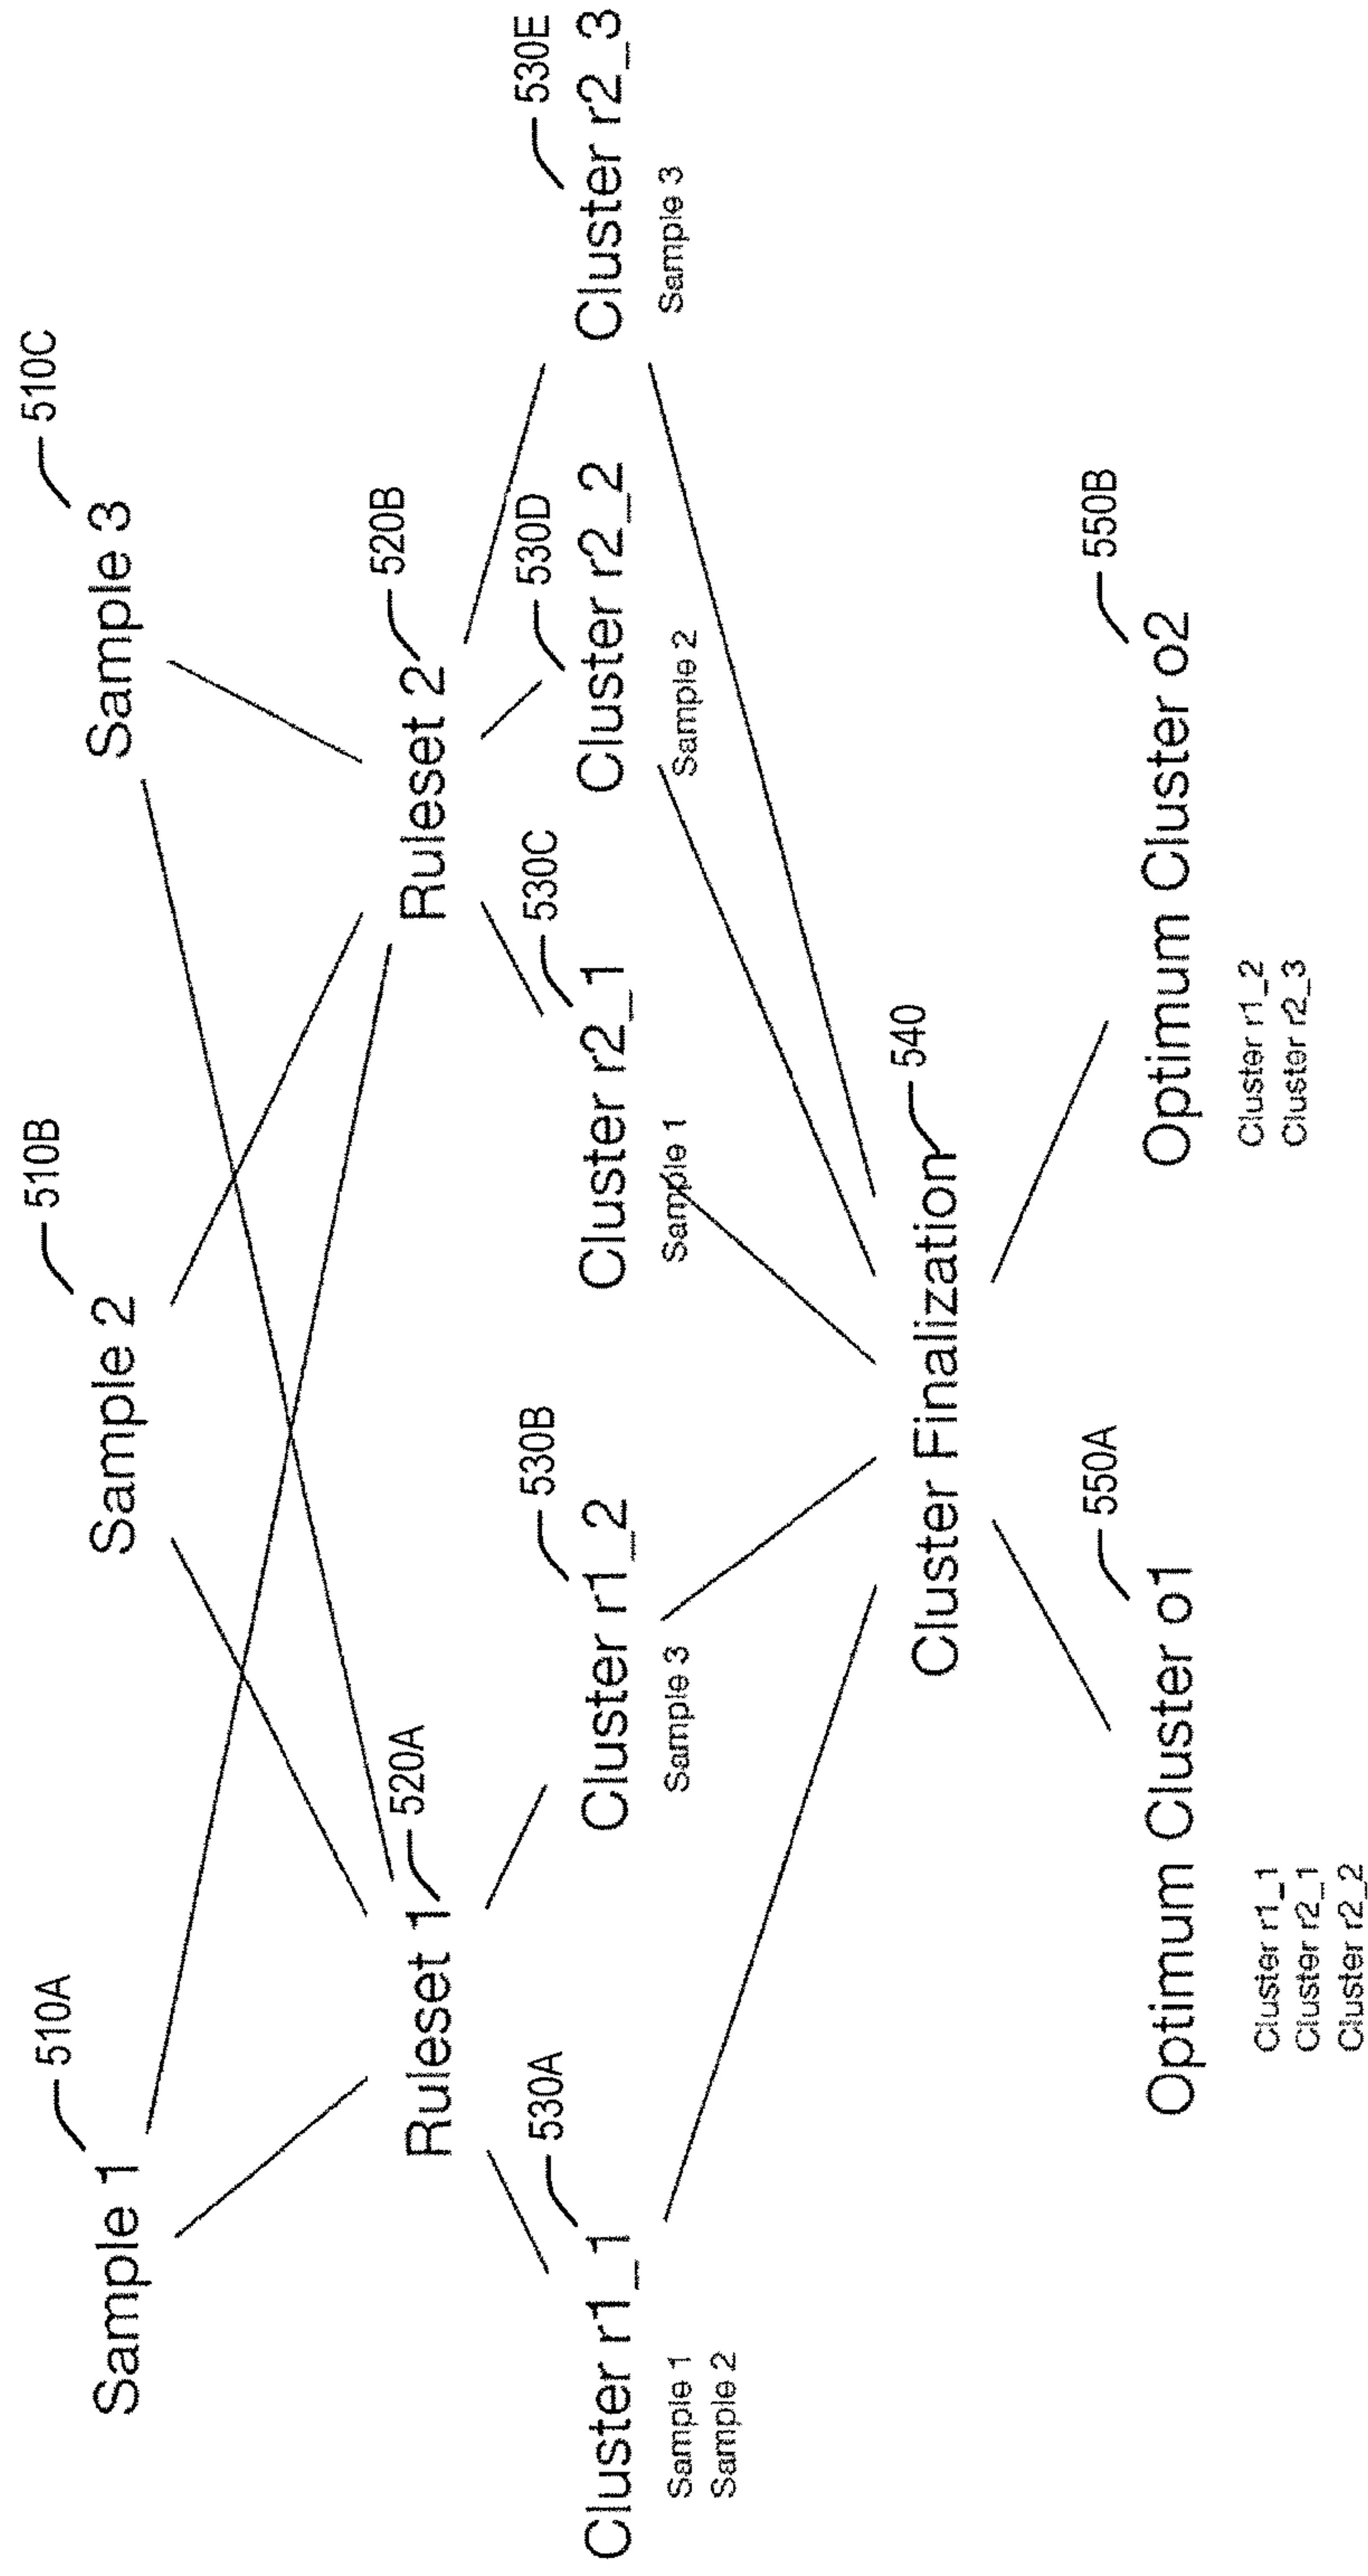 510A
Sample 1
510B
Sample 2
510C
Sample 3
Ruleset 1
520A
Ruleset 2
520B
530A
Cluster r1_1
Sample 1
Sample 2
530B
Cluster r1_2
Sample 3
530C
Cluster r2_1
Sample 1
530D
Cluster r2_2
Sample 2
530E
Cluster r2_3
Sample 3
Cluster Finalization
540
550A
Optimum Cluster o1
Cluster r1_1
Cluster r2_1
Cluster r2_2
550B
Optimum Cluster o2
Cluster r1_2
Cluster r2_3